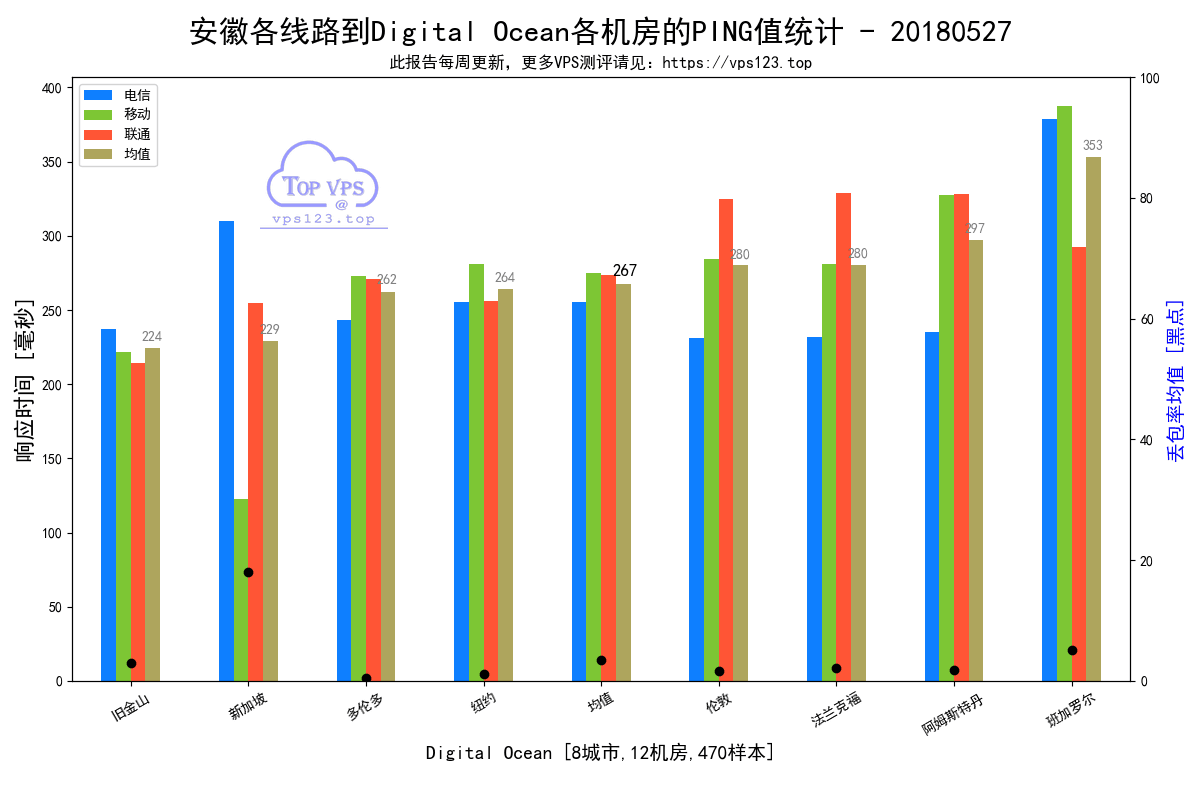 安徽各线路到Digital Ocean各机房的PING值统计 - 20180527
此报告每周更新，更多VPS测评请见：https://vps123.top
电信
移动
联通
均值
TOP VPS
@
vps123.top
响应时间 [毫秒]
400
350
300
250
200
150
100
50
0
224
229
262
264
267
280
280
297
353
100
80
60
40
20
0
丢包率均值 [黑点]
旧金山
新加坡
多伦多
纽约
均值
伦敦
法兰克福
阿姆斯特丹
班加罗尔
Digital Ocean [8城市,12机房,470样本]